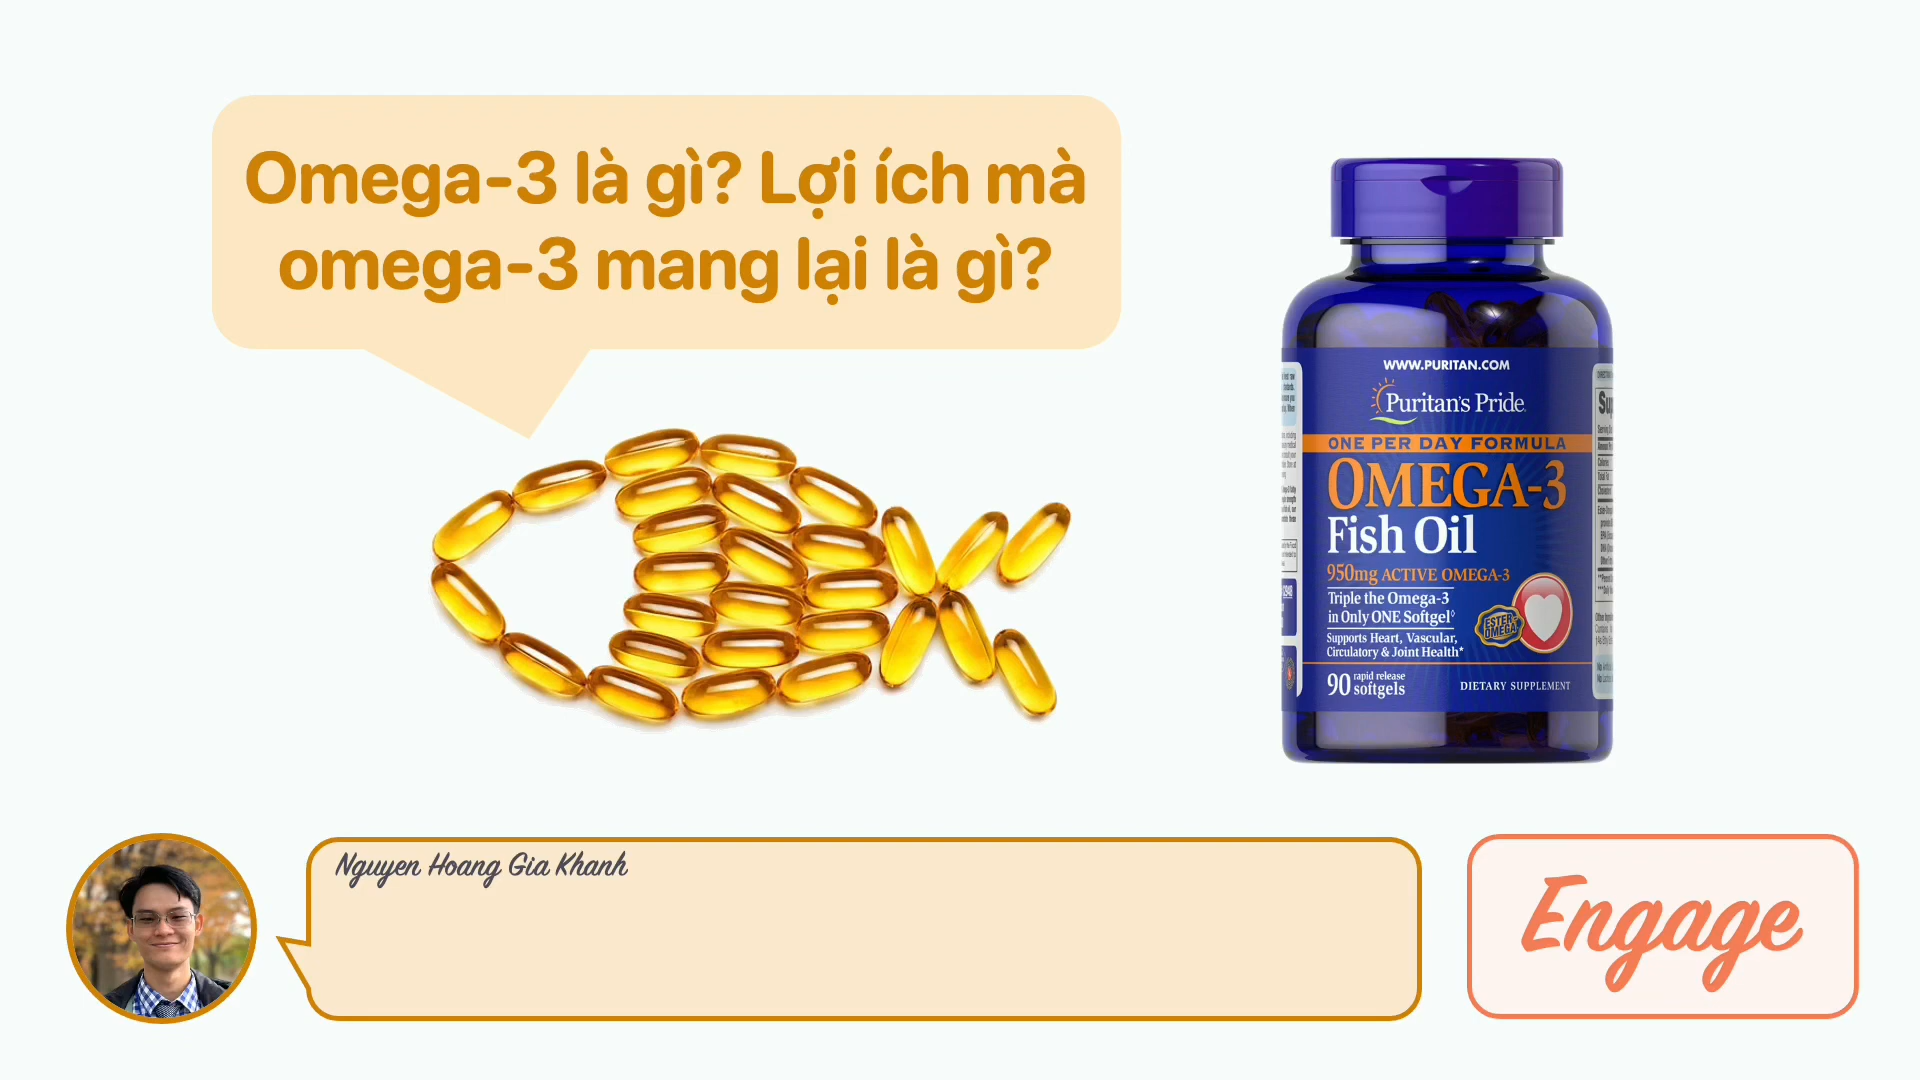 Omega-3 là gì? Lợi ích mà
omega-3 mang lại là gì?
WWW.PURITAN.COM
Puritan's Pride
ONE PER DAY FORMULA
OMEGA-3
Fish Oil
950mg ACTIVE OMEGA-3
Triple the Omega-3
in Only ONE Softgel◊
Supports Heart, Vascular,
Circulatory & Joint Health*
ESTER-
OMEGA
90 rapid release
softgels
DIETARY SUPPLEMENT
Nguyen Hoang Gia Khanh
Engage